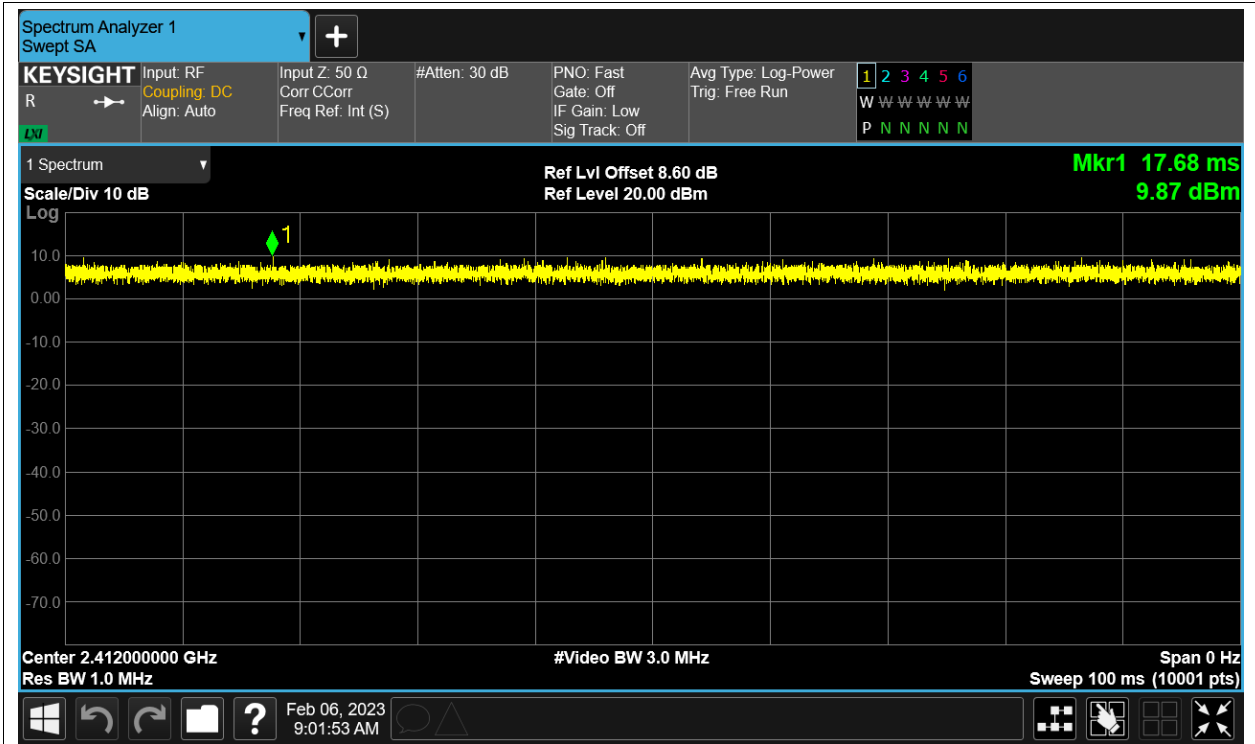 Spectrum Analyzer 1
Swept SA
KEYSIGHT
R
LXI
Input: RF
Coupling: DC
Align: Auto
Input Z: 50 Ω
Corr CCorr
Freq Ref: Int (S)
#Atten: 30 dB
PNO: Fast
Gate: Off
IF Gain: Low
Sig Track: Off
Avg Type: Log-Power
Trig: Free Run
1 2 3 4 5 6
W W W W W W
P N N N N N
1 Spectrum
Scale/Div 10 dB
Log
Ref Lvl Offset 8.60 dB
Ref Level 20.00 dBm
Mkr1 17.68 ms
9.87 dBm
1
10.0
0.00
-10.0
-20.0
-30.0
-40.0
-50.0
-60.0
-70.0
Center 2.412000000 GHz
Res BW 1.0 MHz
#Video BW 3.0 MHz
Span 0 Hz
Sweep 100 ms (10001 pts)
?
Feb 06, 2023
9:01:53 AM